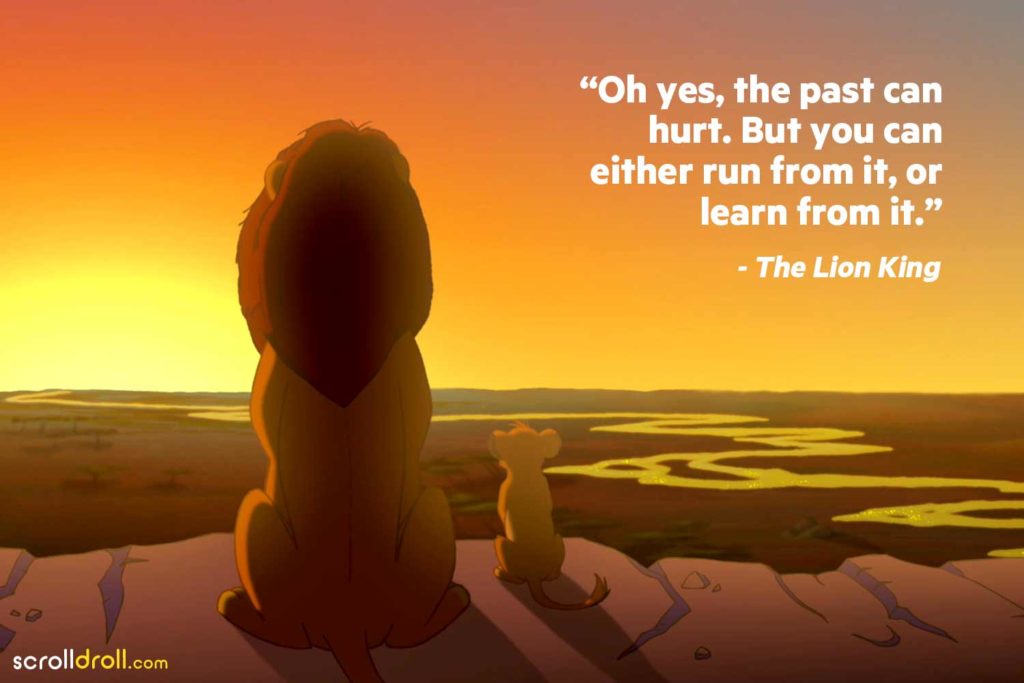 “Oh yes, the past can
hurt. But you can
either run from it, or
learn from it.”
- The Lion King
scrolldroll.com